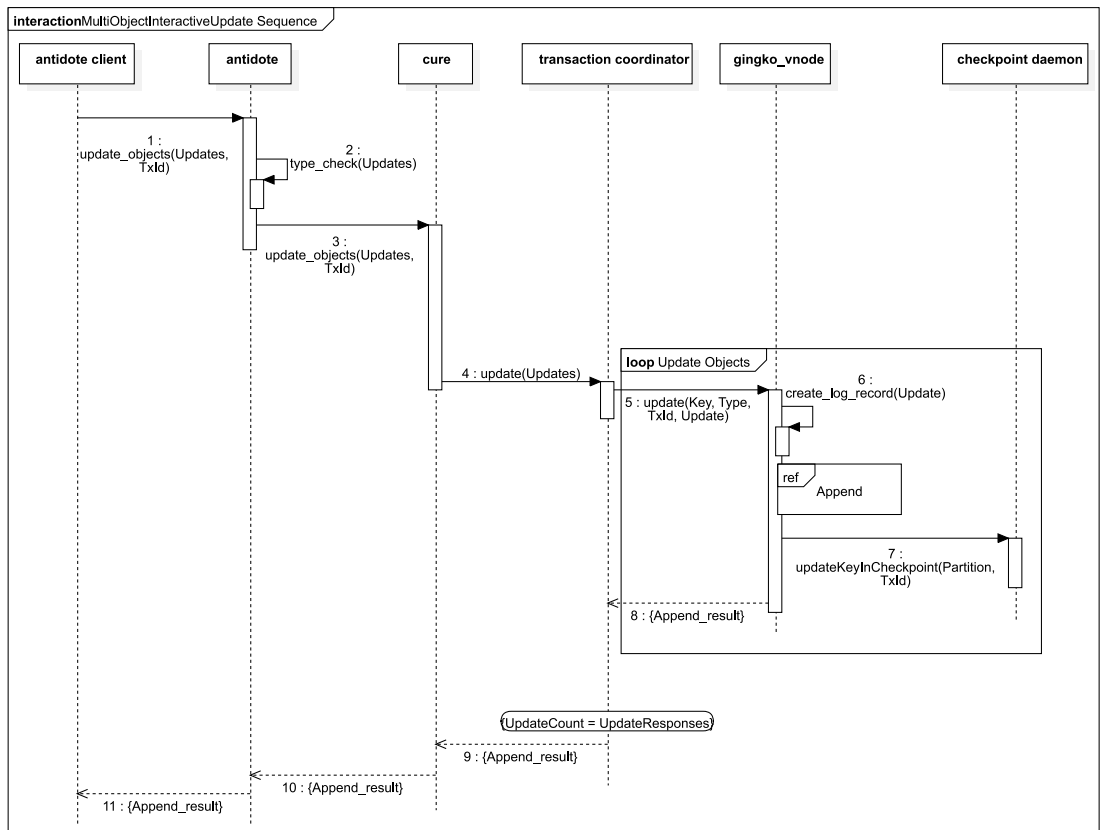 interactionMultiObjectInteractiveUpdate Sequence
antidote client
antidote
cure
transaction coordinator
gingko_vnode
checkpoint daemon
1 :
update_objects(Updates,
TxId)
2 :
type_check(Updates)
3 :
update_objects(Updates,
TxId)
loop Update Objects
4 : update(Updates)
5 : update(Key, Type,
TxId, Update)
6 :
create_log_record(Update)
ref
Append
7 :
updateKeyInCheckpoint(Partition,
TxId)
8 : {Append_result}
{UpdateCount = UpdateResponses}
9 : {Append_result}
10 : {Append_result}
11 : {Append_result}